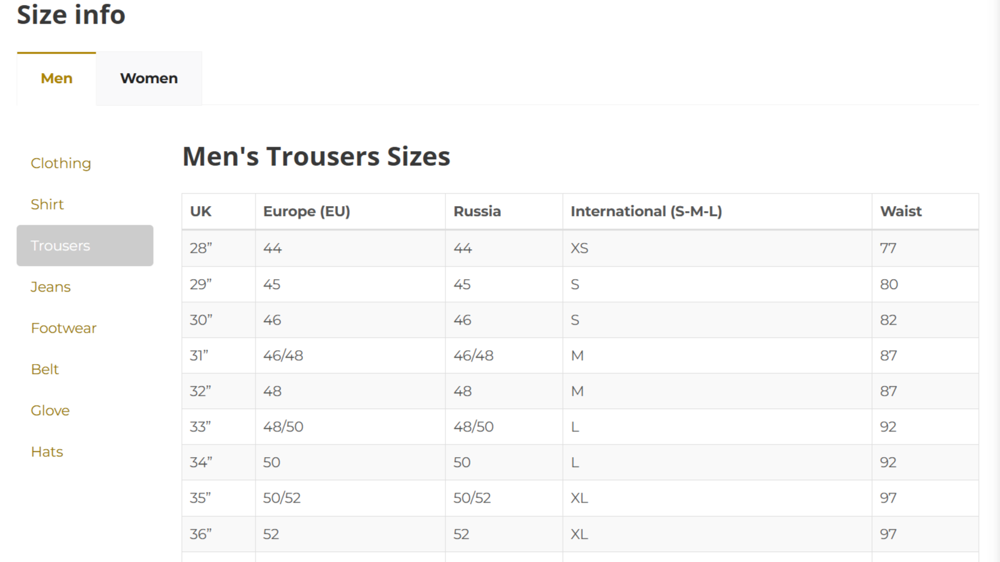 Size info
Men Women
Clothing
Shirt
Trousers
Jeans
Footwear
Belt
Glove
Hats
Men's Trousers Sizes
UK Europe (EU) Russia International (S-M-L) Waist
28” 44 44 XS 77
29” 45 45 S 80
30” 46 46 S 82
31” 46/48 46/48 M 87
32” 48 48 M 87
33” 48/50 48/50 L 92
34” 50 50 L 92
35” 50/52 50/52 XL 97
36” 52 52 XL 97